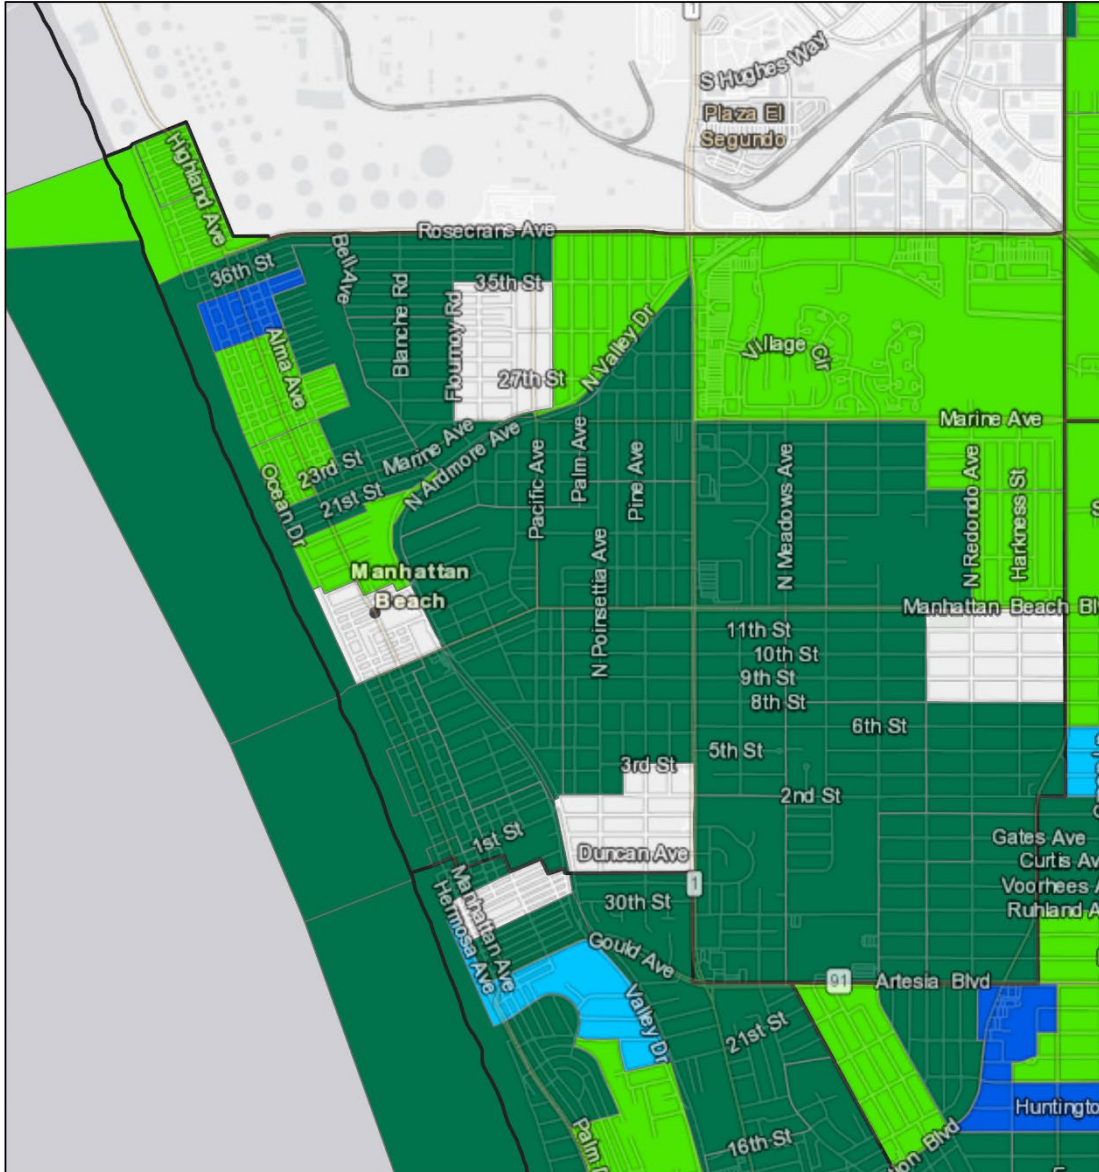 1
S Hughes Way
Plaza El
Segundo
Highland Ave
Rosecrans Ave
36th St
Bell Ave
Blanche Rd
Flournoy Rd
35th St
N Valley Dr
Village Cir
Alma Ave
27th St
Marine Ave
Marine Ave
N Ardmore Ave
23rd St
21st St
Ocean Dr
Pacific Ave
Palm Ave
Pine Ave
N Meadows Ave
N Redondo Ave
Harkness St
Manhattan
Beach
N Poinsettia Ave
Manhattan Beach Bl
11th St
10th St
9th St
8th St
6th St
5th St
3rd St
2nd St
1st St
Duncan Ave
Gates Ave
Curtis Av
Voorhees A
Ruhland A
1
30th St
Manhattan Ave
Hermosa Ave
Gould Ave
Valley Dr
91
Artesia Blvd
21st St
Huntingto
16th St
Palm
tion Blvd